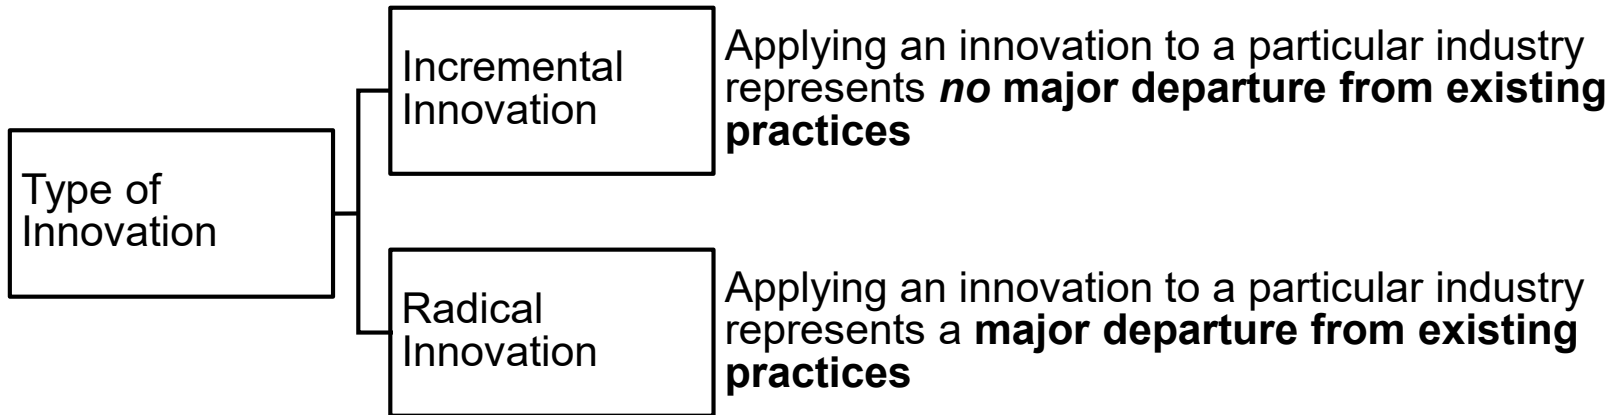 Incremental
Innovation
Applying an innovation to a particular industry
represents no major departure from existing
practices
Type of
Innovation
Radical
Innovation
Applying an innovation to a particular industry
represents a major departure from existing
practices